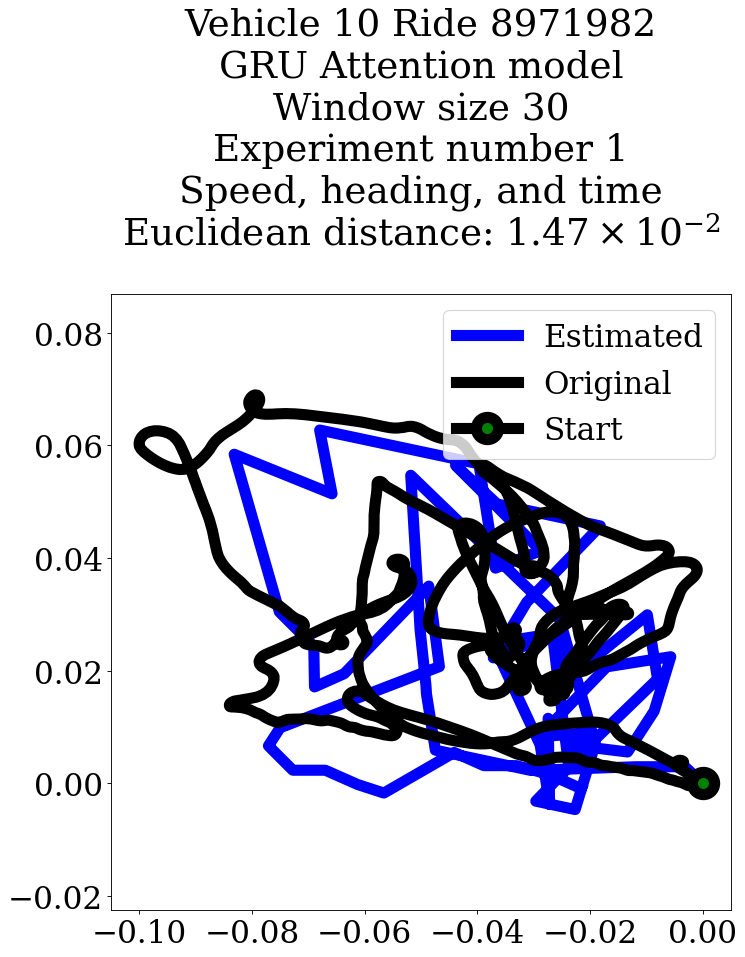 Vehicle 10 Ride 8971982
GRU Attention model
Window size 30
Experiment number 1
Speed, heading, and time
Euclidean distance: 1.47 × 10⁻²
Estimated
Original
Start
0.08
0.06
0.04
0.02
0.00
−0.02
−0.10 −0.08 −0.06 −0.04 −0.02 0.00